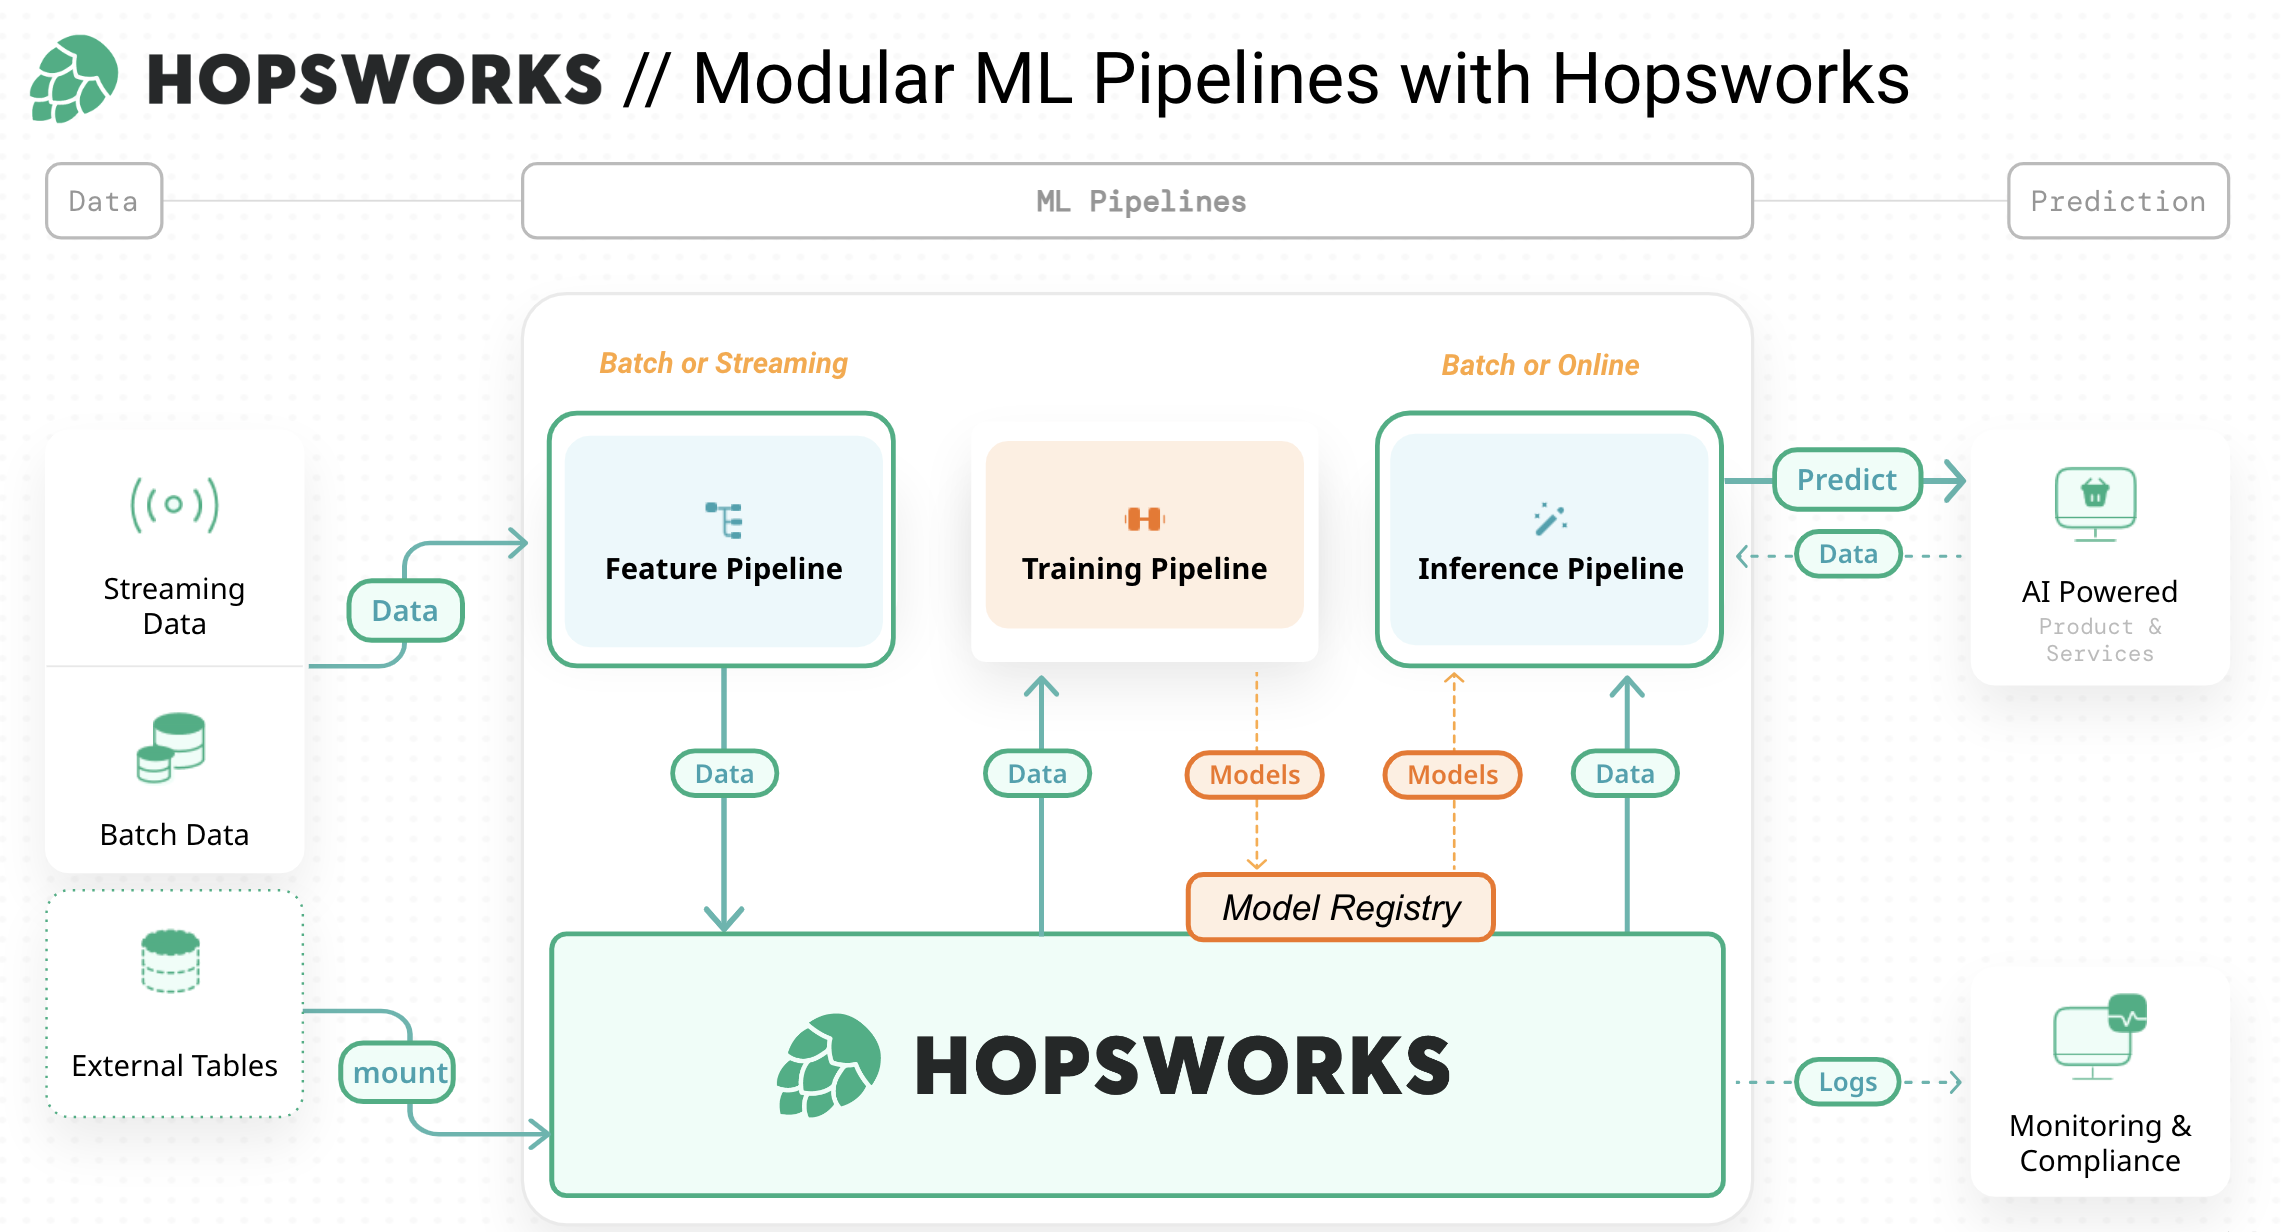 HOPSWORKS // Modular ML Pipelines with Hopsworks
Data
ML Pipelines
Prediction
Batch or Streaming
Batch or Online
Streaming
Data
Batch Data
External Tables
Data
mount
Feature Pipeline
Training Pipeline
Inference Pipeline
Predict
Data
AI Powered
Product &
Services
Data
Data
Models
Models
Data
Model Registry
HOPSWORKS
Logs
Monitoring &
Compliance